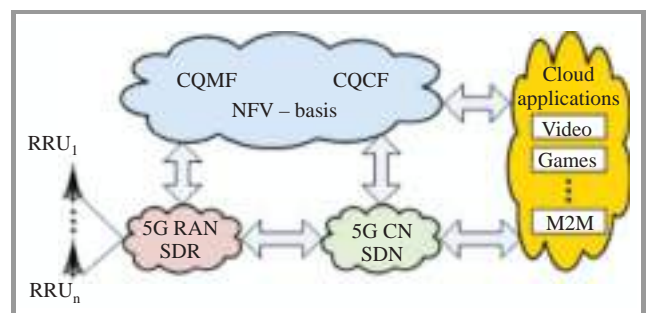 CQMF CQCF
NFV – basis
Cloud
applications
Video
Games
M2M
RRU₁
RRUₙ
5G RAN
SDR
5G CN
SDN